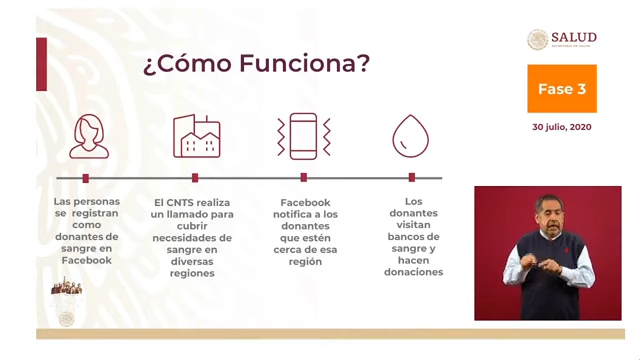 SALUD
SECRETARÍA DE SALUD
¿Cómo Funciona?
Fase 3
30 julio, 2020
Las personas
se registran
como
donantes de
sangre en
Facebook
El CNTS realiza
un llamado para
cubrir
necesidades de
sangre en
diversas
regiones
Facebook
notifica a los
donantes
que estén
cerca de esa
región
Los
donantes
visitan
bancos de
sangre y
hacen
donaciones